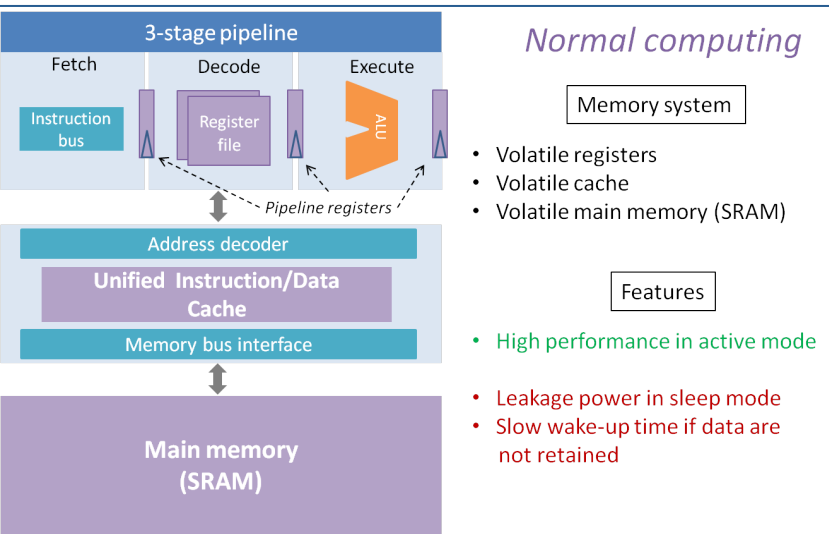 3-stage pipeline
Normal computing
Fetch
Decode
Execute
Instruction
bus
Register
file
ALU
Pipeline registers
Memory system
• Volatile registers
• Volatile cache
• Volatile main memory (SRAM)
Address decoder
Unified Instruction/Data
Cache
Memory bus interface
Features
• High performance in active mode
• Leakage power in sleep mode
• Slow wake-up time if data are
not retained
Main memory
(SRAM)